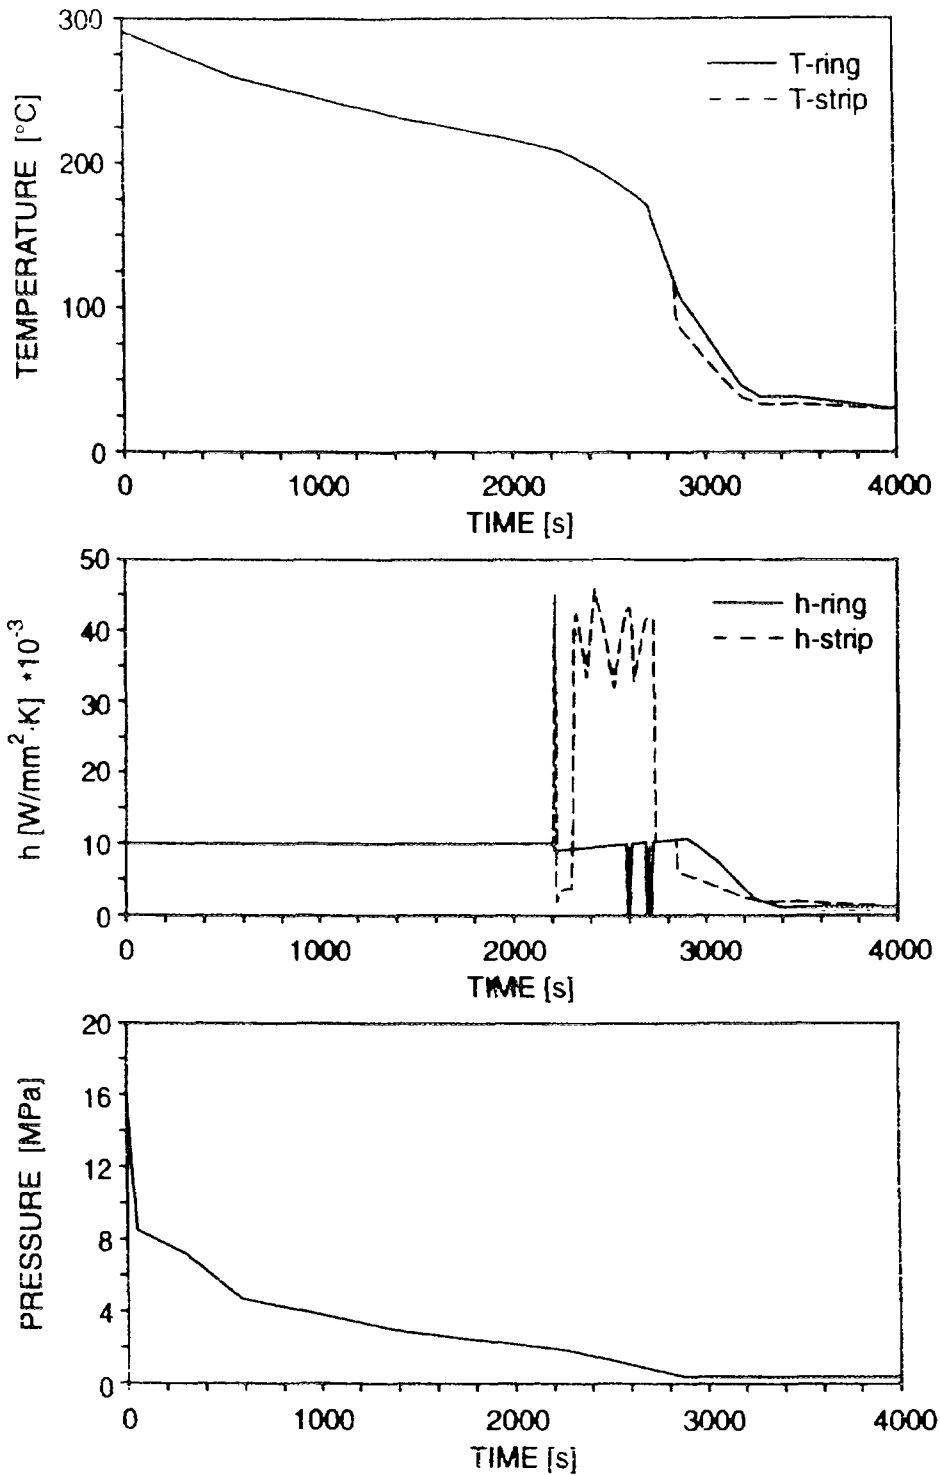 300
200
100
0
TEMPERATURE [°C]
T-ring
T-strip
0 1000 2000 3000 4000
TIME [s]
50
40
30
20
10
0
h [W/mm²·K] *10⁻³
h-ring
h-strip
0 1000 2000 3000 4000
TIME [s]
20
16
12
8
4
0
PRESSURE [MPa]
0 1000 2000 3000 4000
TIME [s]